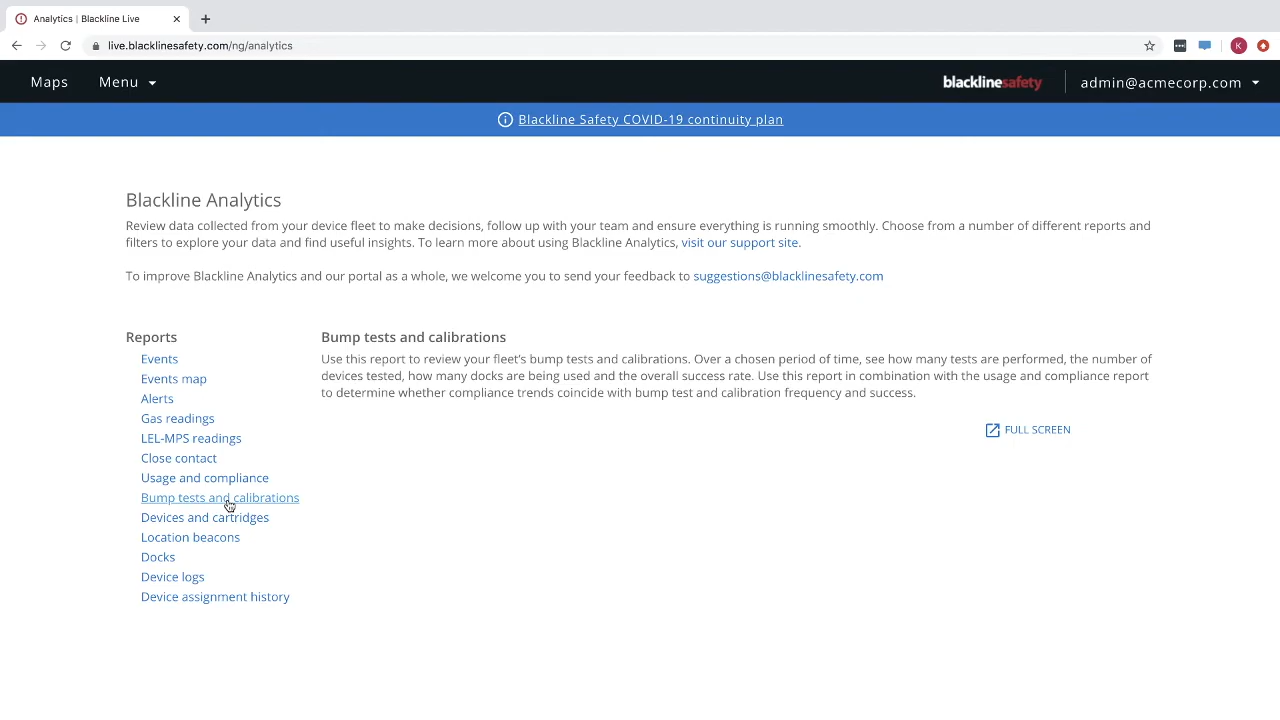 Analytics | Blackline Live
live.blacklinesafety.com/ng/analytics
K
Maps Menu blacklinesafety admin@acmecorp.com
Blackline Safety COVID-19 continuity plan
Blackline Analytics
Review data collected from your device fleet to make decisions, follow up with your team and ensure everything is running smoothly. Choose from a number of different reports and
filters to explore your data and find useful insights. To learn more about using Blackline Analytics, visit our support site.
To improve Blackline Analytics and our portal as a whole, we welcome you to send your feedback to suggestions@blacklinesafety.com
Reports
Events
Events map
Alerts
Gas readings
LEL-MPS readings
Close contact
Usage and compliance
Bump tests and calibrations
Devices and cartridges
Location beacons
Docks
Device logs
Device assignment history
Bump tests and calibrations
Use this report to review your fleet's bump tests and calibrations. Over a chosen period of time, see how many tests are performed, the number of
devices tested, how many docks are being used and the overall success rate. Use this report in combination with the usage and compliance report
to determine whether compliance trends coincide with bump test and calibration frequency and success.
FULL SCREEN